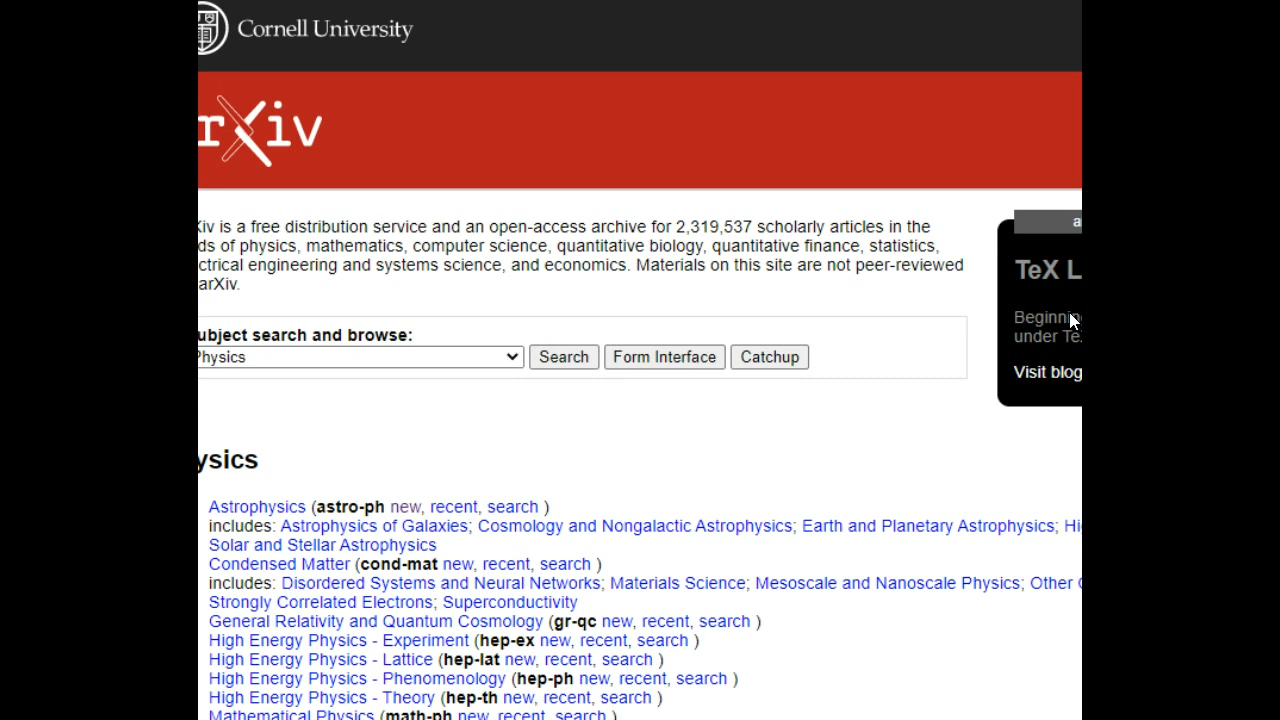 Cornell University
rXiv
Xiv is a free distribution service and an open-access archive for 2,319,537 scholarly articles in the
ds of physics, mathematics, computer science, quantitative biology, quantitative finance, statistics,
ctrical engineering and systems science, and economics. Materials on this site are not peer-reviewed
arXiv.
ubject search and browse:
Physics
Search
Form Interface
Catchup
a
TeX L
Beginnin
under Te
Visit blog
ysics
Astrophysics (astro-ph new, recent, search )
includes: Astrophysics of Galaxies; Cosmology and Nongalactic Astrophysics; Earth and Planetary Astrophysics; Hi
Solar and Stellar Astrophysics
Condensed Matter (cond-mat new, recent, search )
includes: Disordered Systems and Neural Networks; Materials Science; Mesoscale and Nanoscale Physics; Other
Strongly Correlated Electrons; Superconductivity
General Relativity and Quantum Cosmology (gr-qc new, recent, search )
High Energy Physics - Experiment (hep-ex new, recent, search )
High Energy Physics - Lattice (hep-lat new, recent, search )
High Energy Physics - Phenomenology (hep-ph new, recent, search )
High Energy Physics - Theory (hep-th new, recent, search )
Mathematical Physics (math-ph new, recent, search )